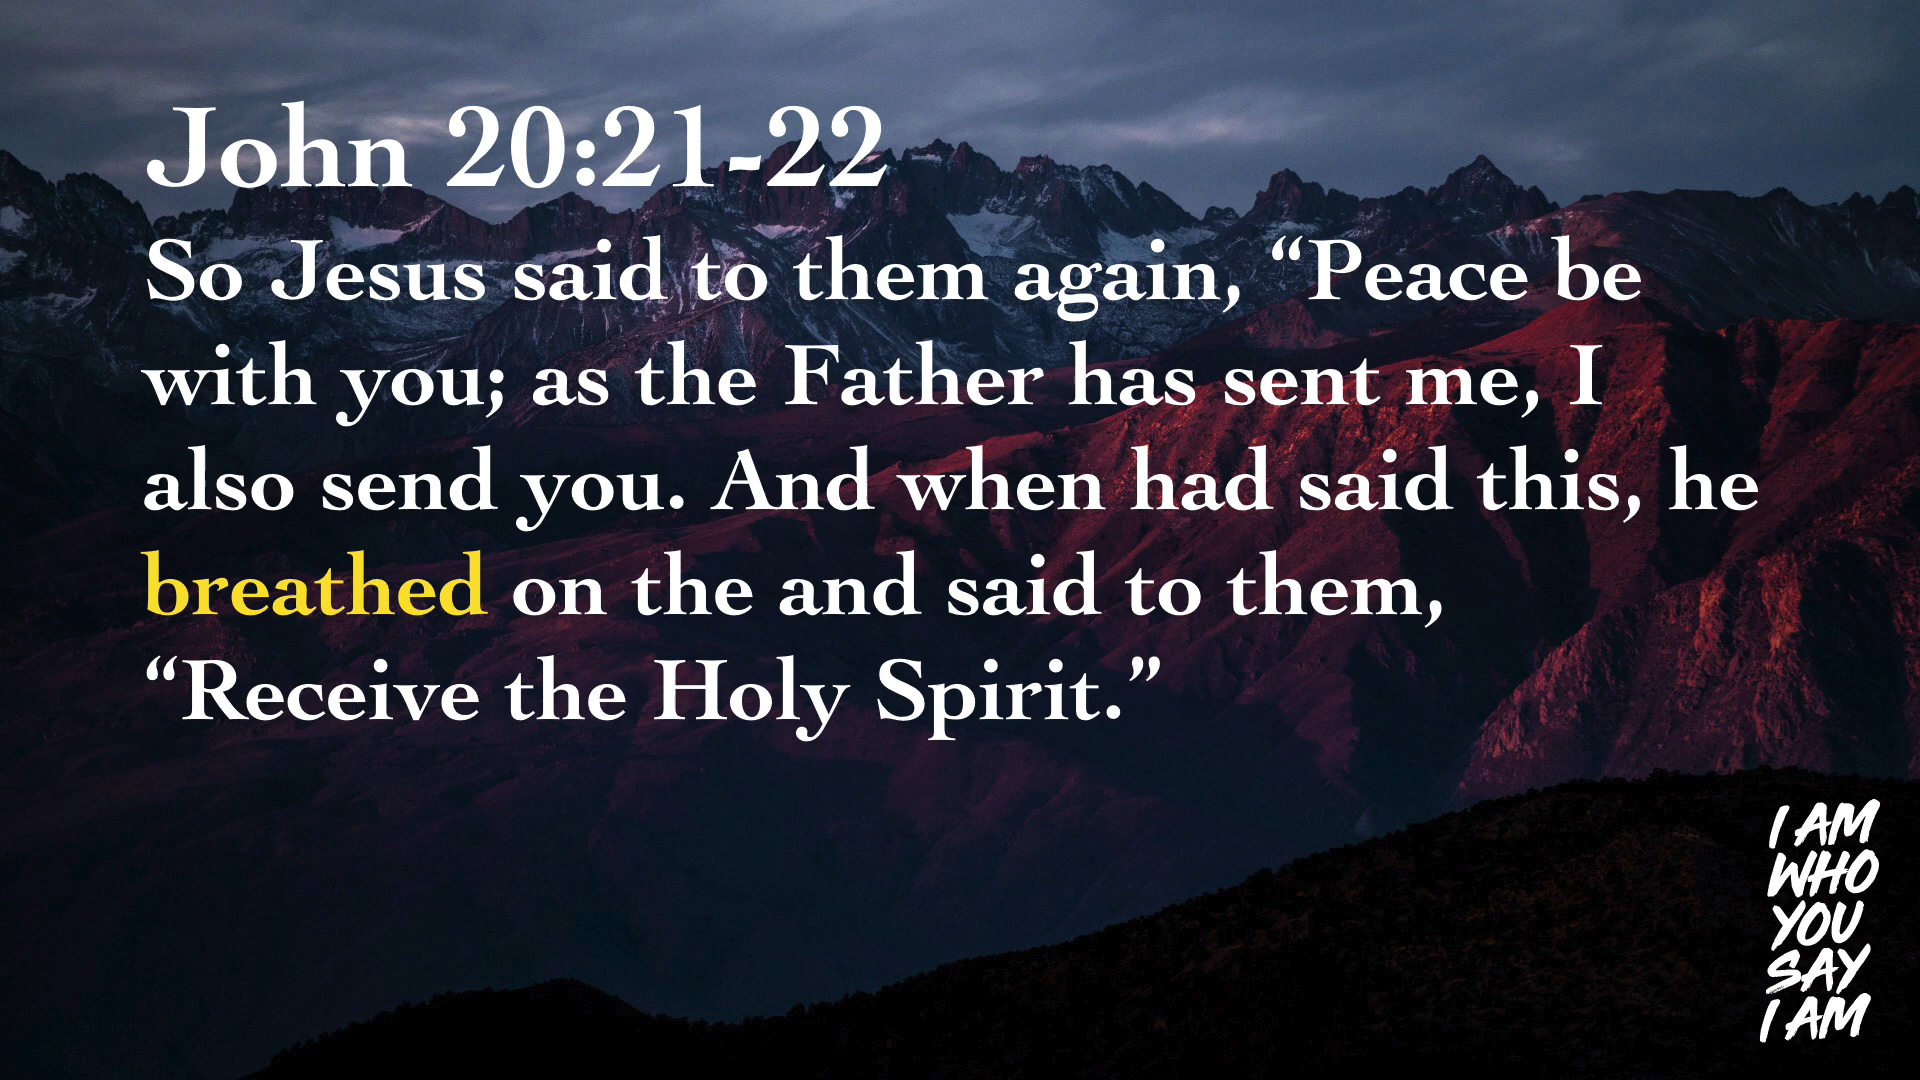 John 20:21-22
So Jesus said to them again, “Peace be
with you; as the Father has sent me, I
also send you. And when had said this, he
breathed on the and said to them,
“Receive the Holy Spirit.”
I AM
WHO
YOU
SAY
I AM